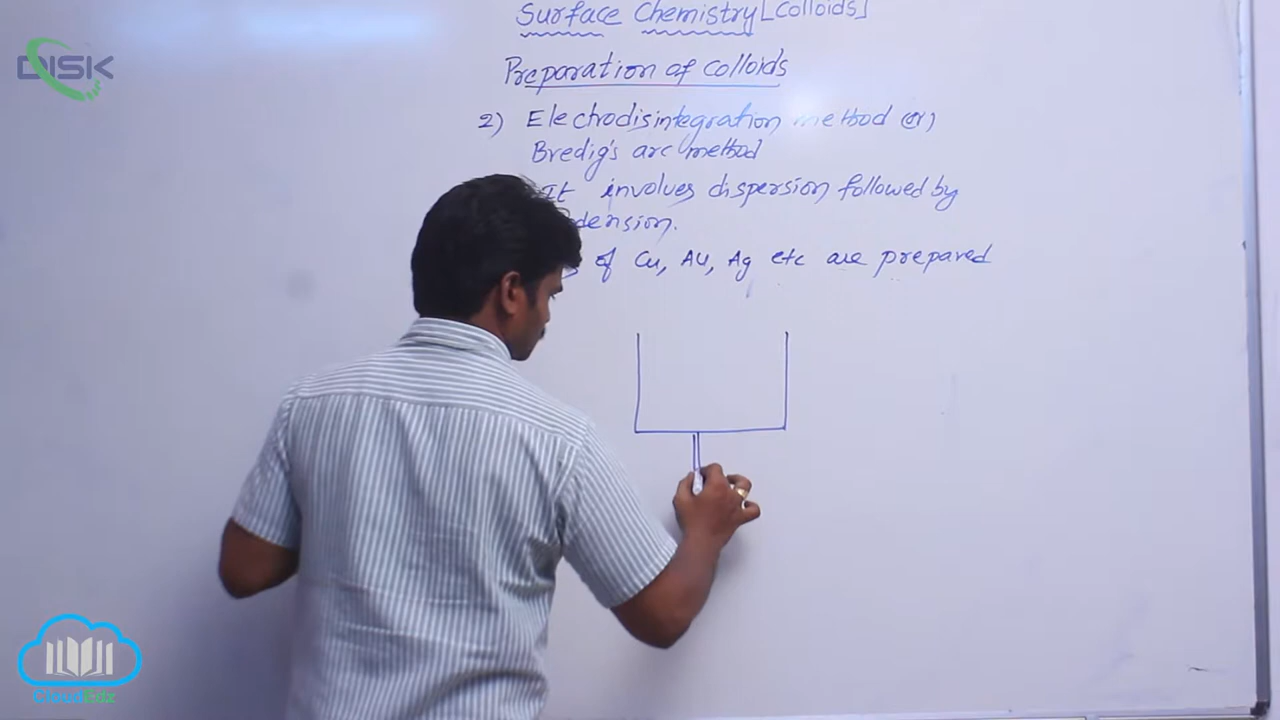 Surface Chemistry [Colloids]
Preparation of Colloids
2) Electrodisintegration method (or)
Bredig's arc method
It involves dispersion followed by
dension.
of Cu, Au, Ag etc are prepared
DISK
Cloud